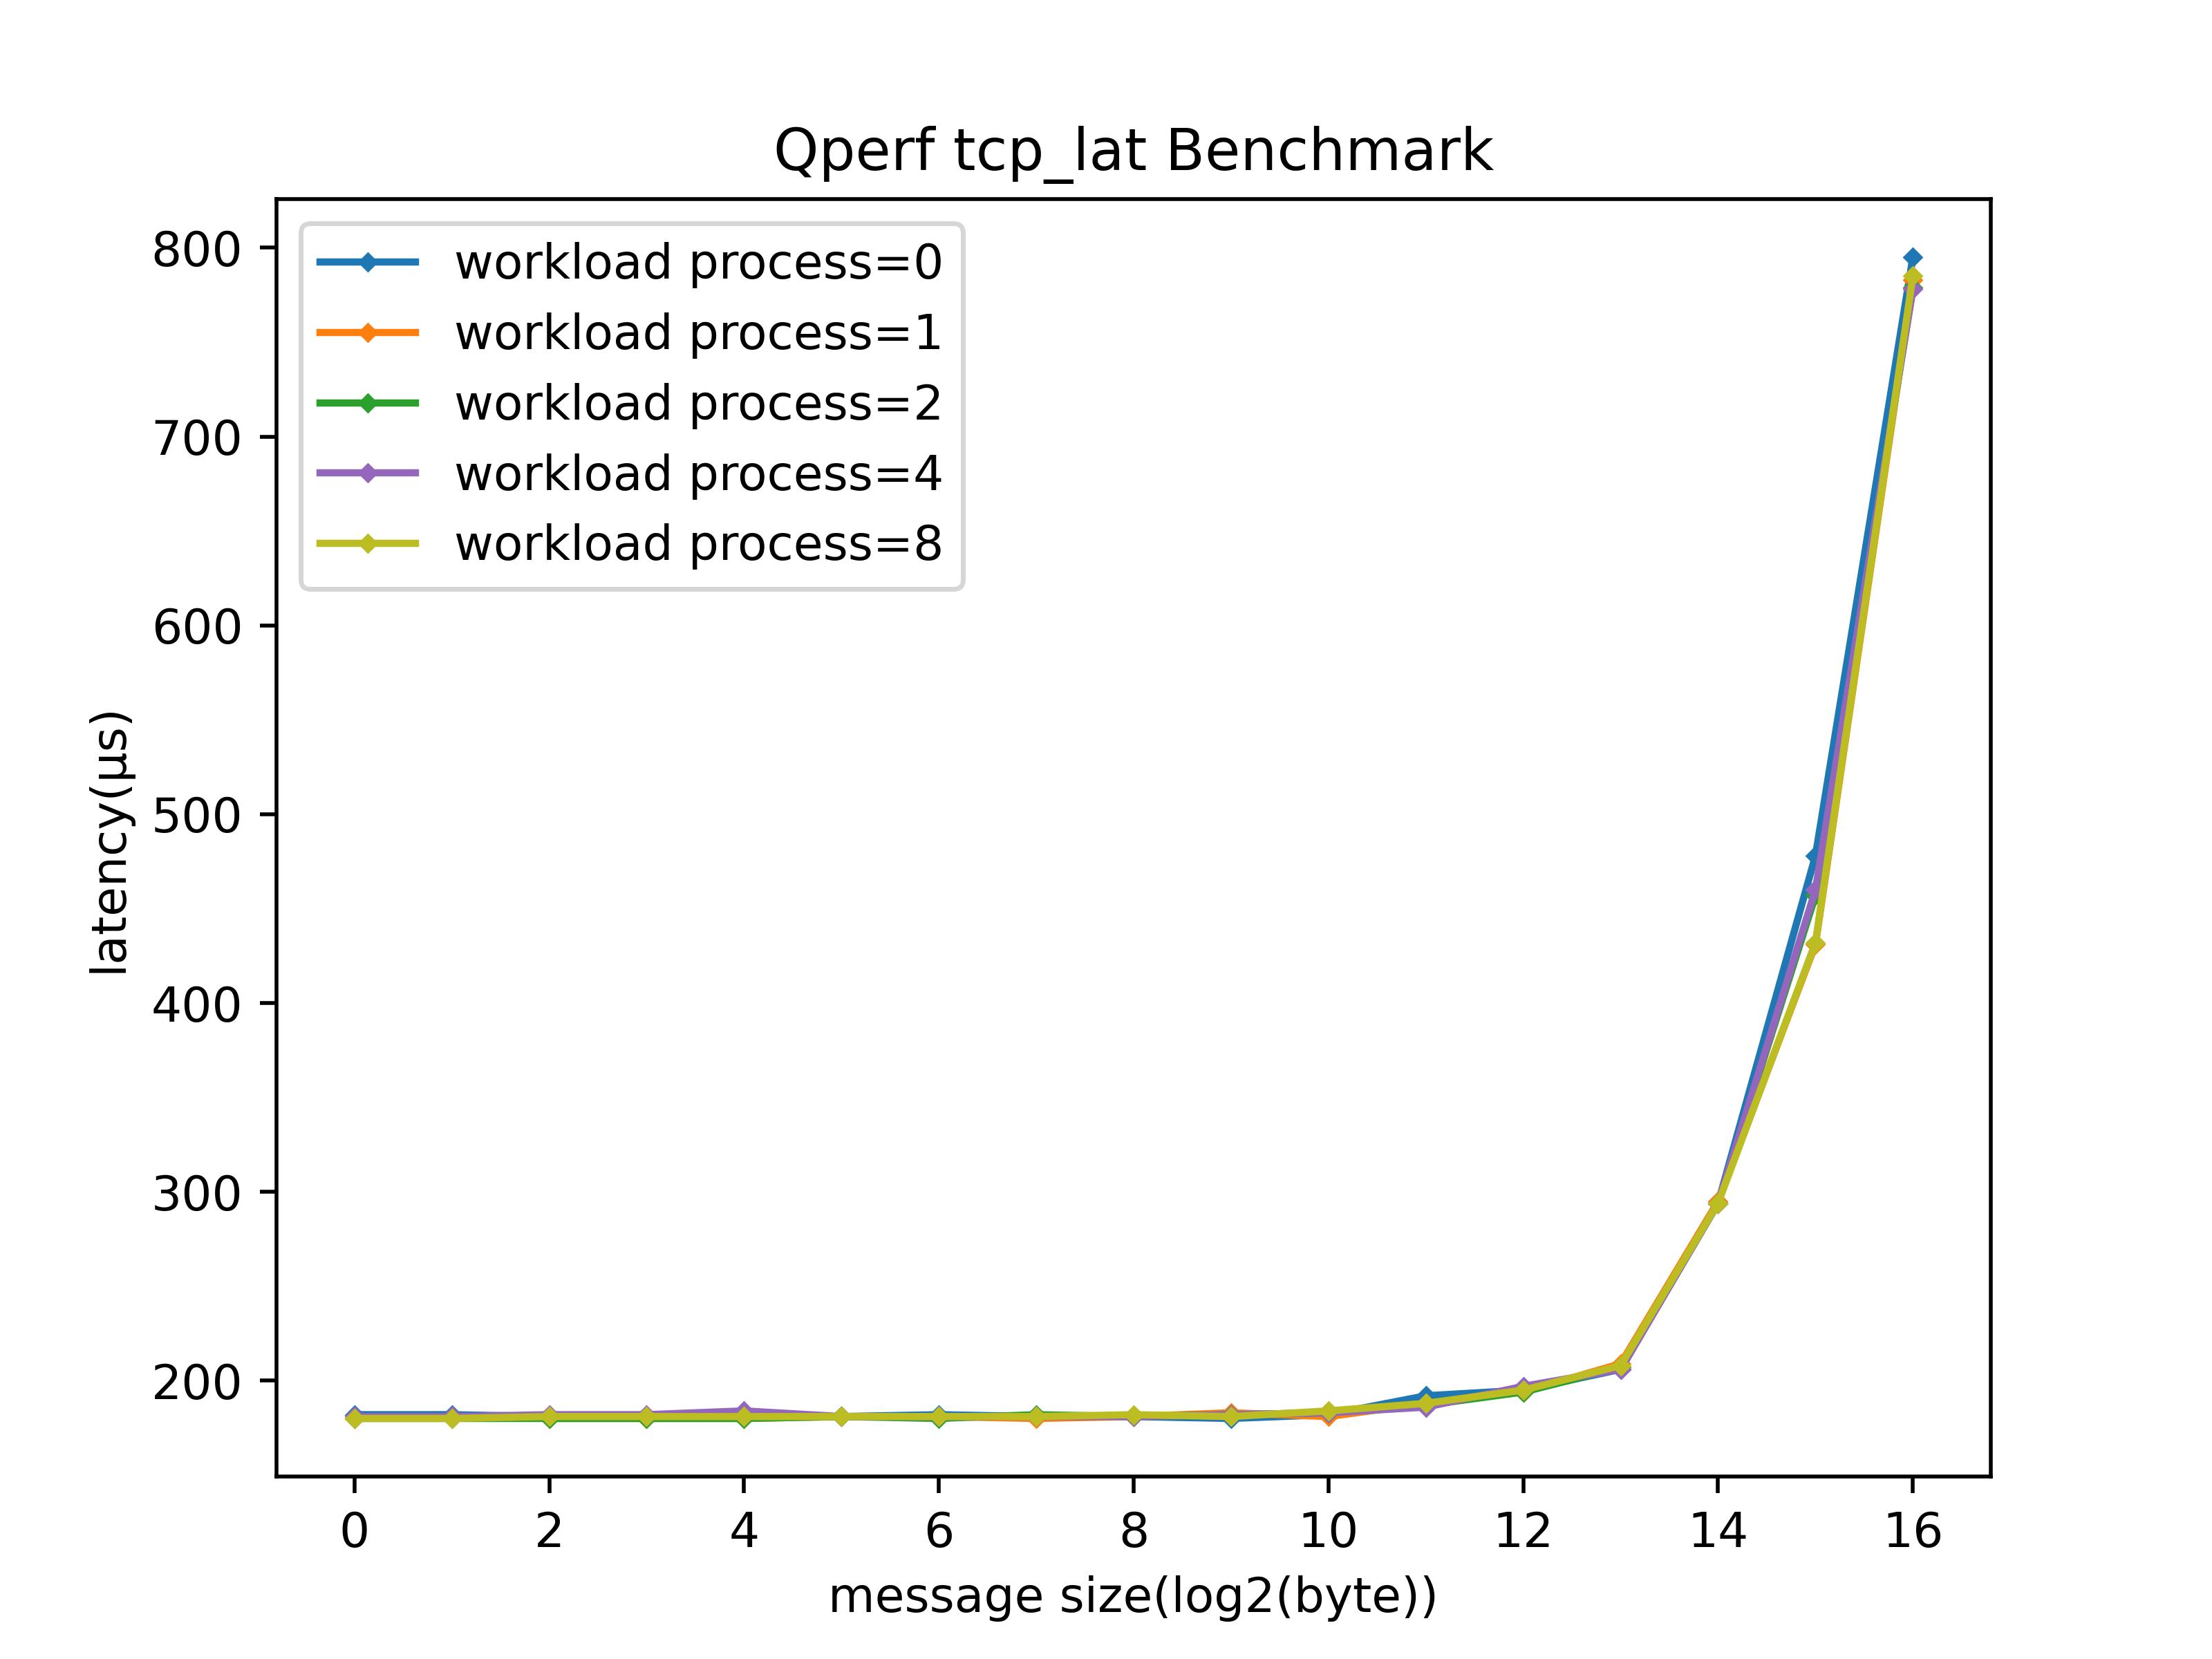 Qperf tcp_lat Benchmark
workload process=0
workload process=1
workload process=2
workload process=4
workload process=8
800
700
600
500
400
300
200
latency(µs)
0 2 4 6 8 10 12 14 16
message size(log2(byte))